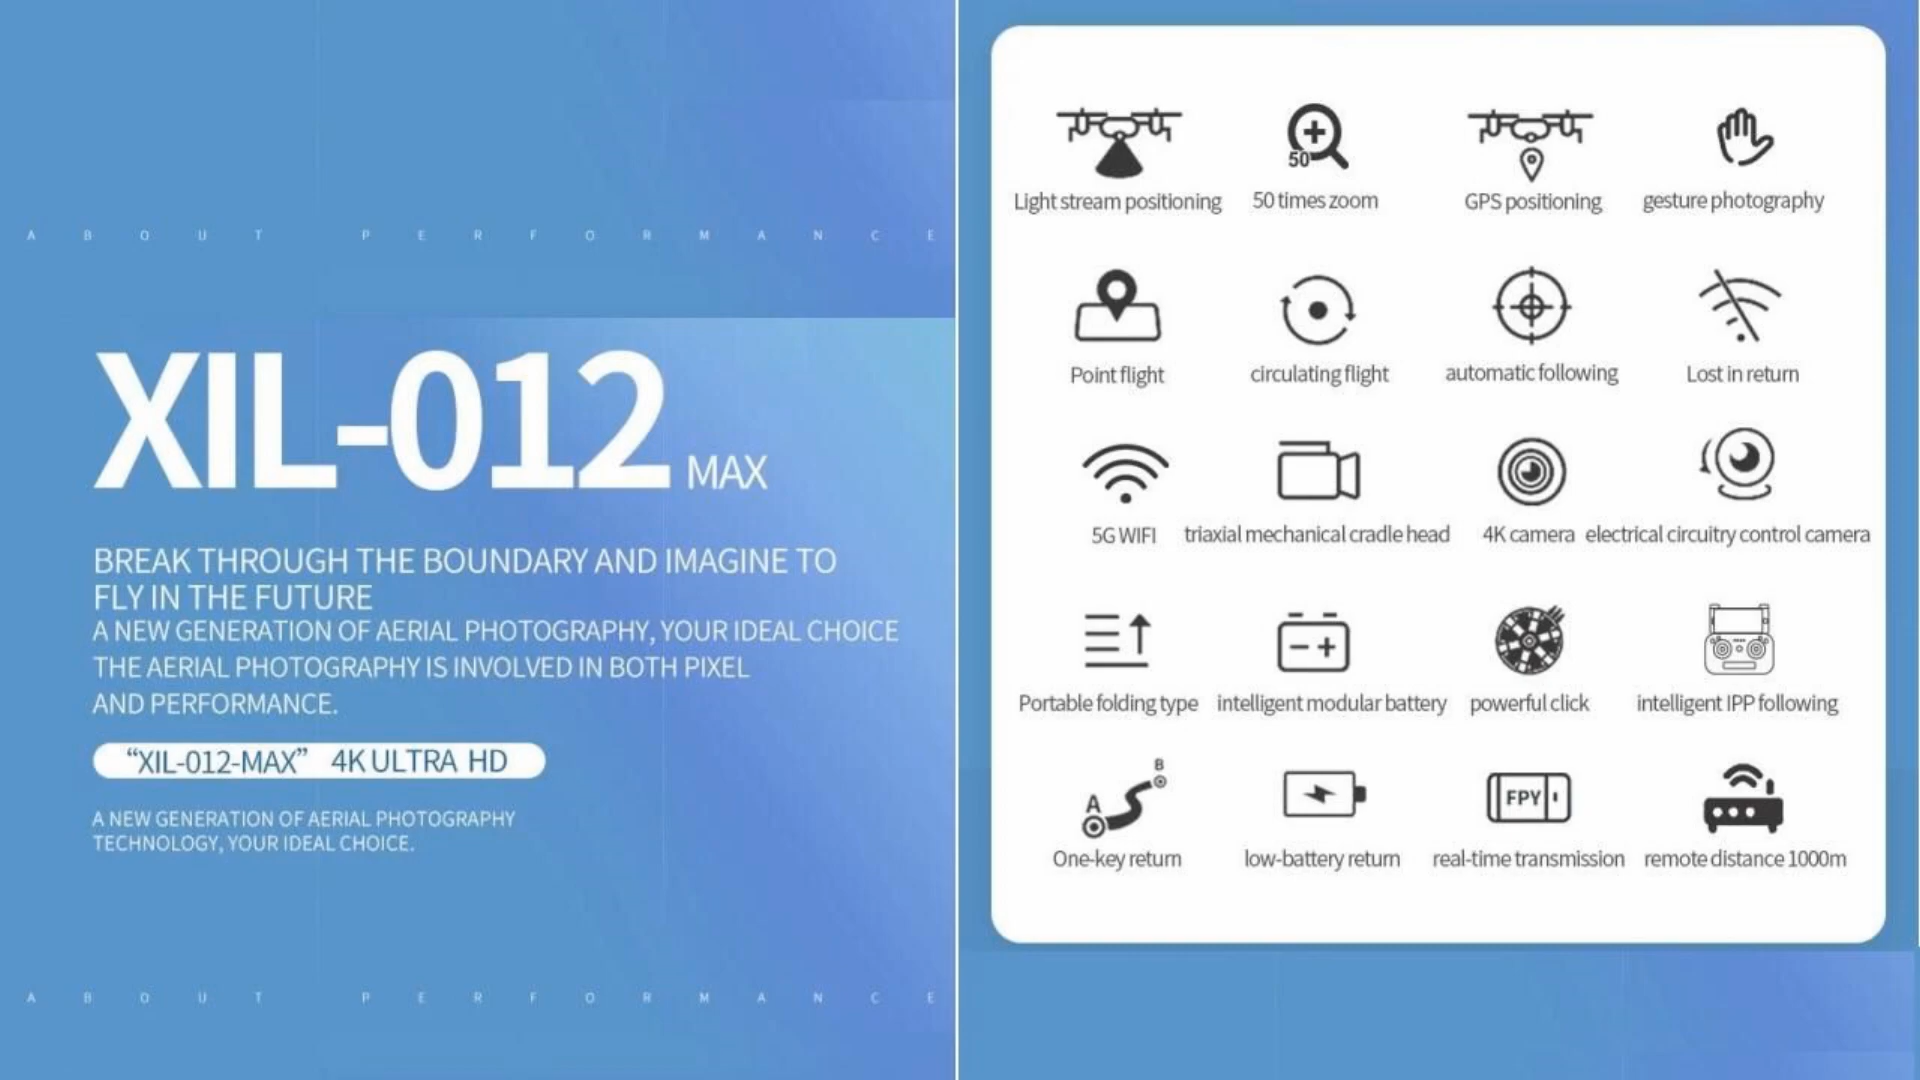 ABOUT PERFORMANCE
XIL-012 MAX
BREAK THROUGH THE BOUNDARY AND IMAGINE TO
FLY IN THE FUTURE
A NEW GENERATION OF AERIAL PHOTOGRAPHY, YOUR IDEAL CHOICE
THE AERIAL PHOTOGRAPHY IS INVOLVED IN BOTH PIXEL
AND PERFORMANCE.
“XIL-012-MAX” 4K ULTRA HD
A NEW GENERATION OF AERIAL PHOTOGRAPHY
TECHNOLOGY, YOUR IDEAL CHOICE.
ABOUT PERFORMANCE
50
Light stream positioning 50 times zoom GPS positioning gesture photography
Point flight circulating flight automatic following Lost in return
5G WIFI triaxial mechanical cradle head 4K camera electrical circuitry control camera
Portable folding type intelligent modular battery powerful click intelligent IPP following
A B FPY
One-key return low-battery return real-time transmission remote distance 1000m